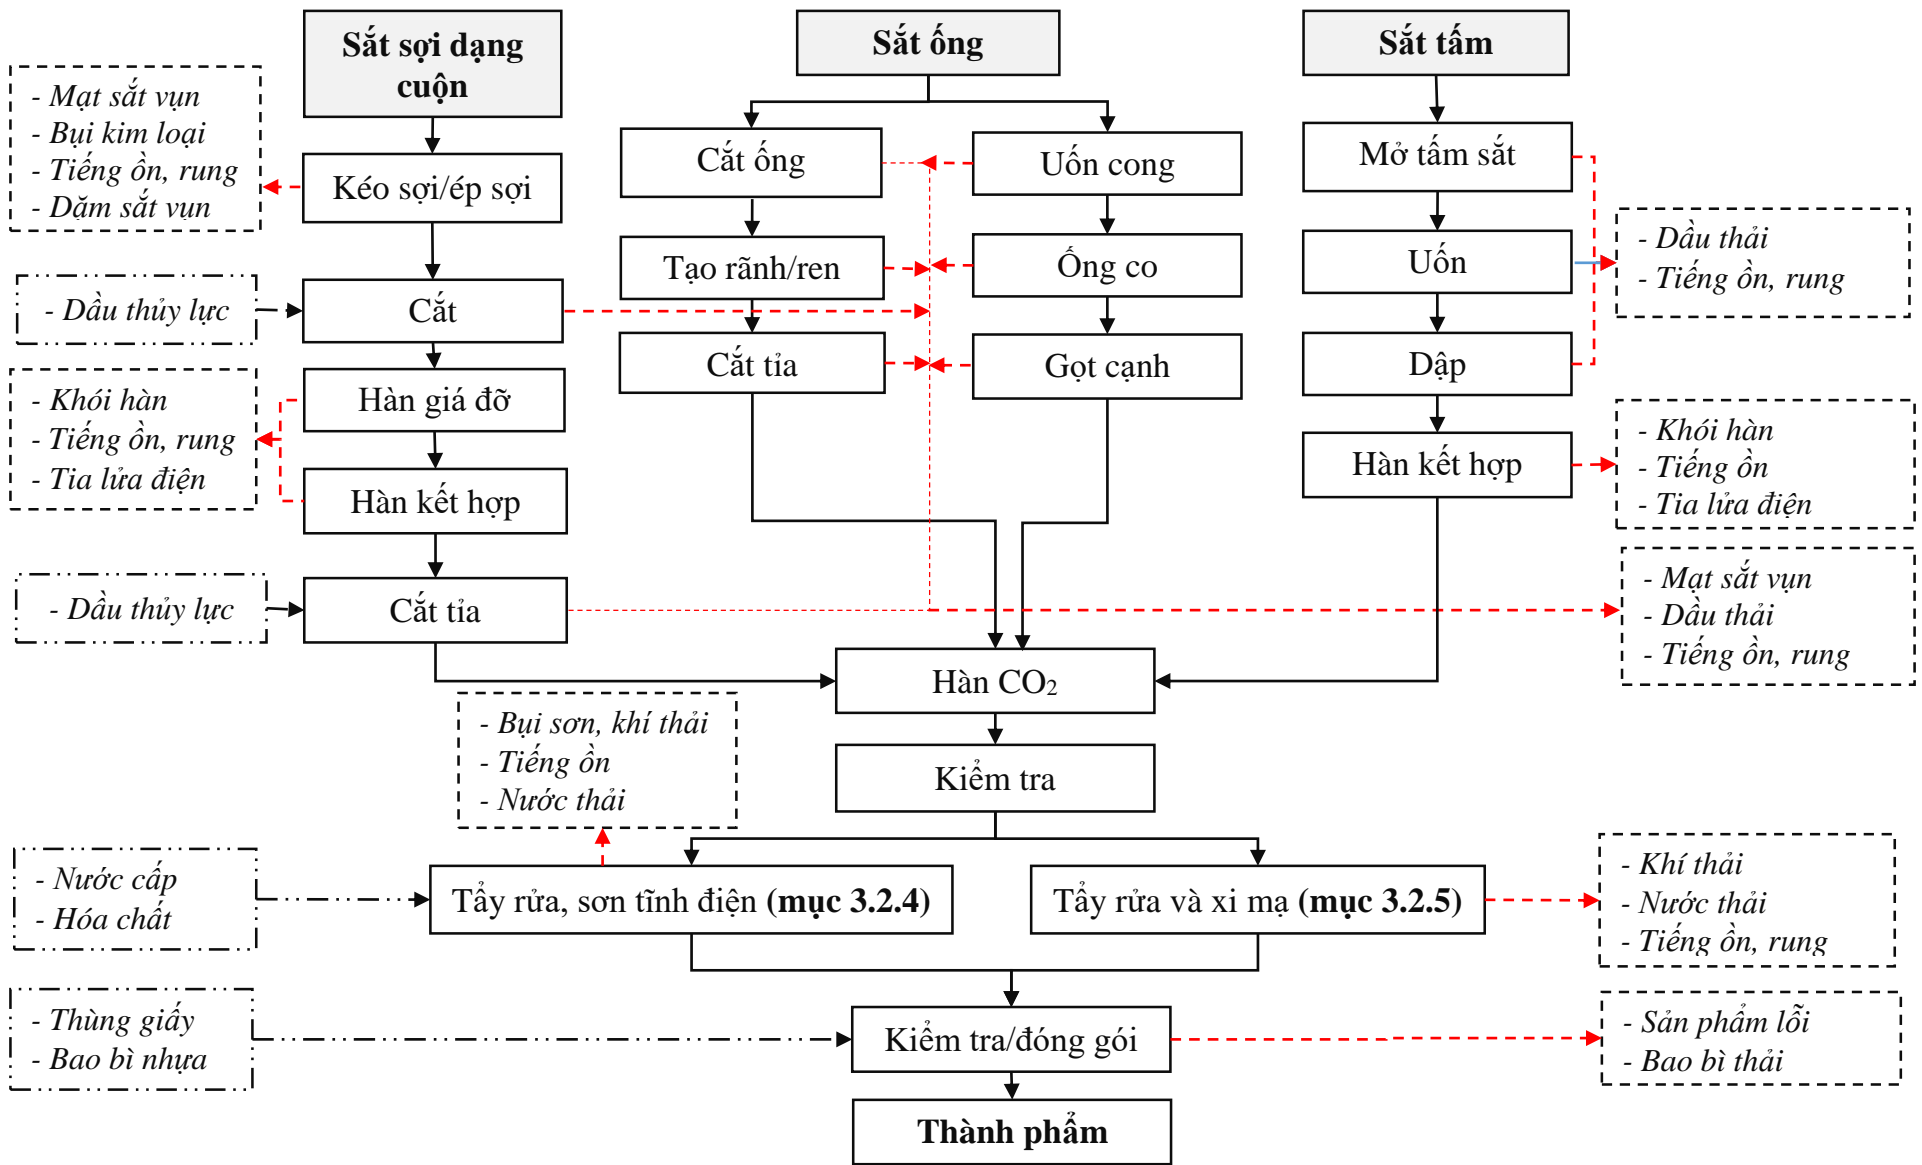 Sắt sợi dạng
cuộn
Sắt ống
Sắt tấm
- Mạt sắt vụn
- Bụi kim loại
- Tiếng ồn, rung
- Dặm sắt vụn
Kéo sợi/ép sợi
Cắt ống
Uốn cong
Mở tấm sắt
Tạo rãnh/ren
Ống co
Uốn
- Dầu thải
- Tiếng ồn, rung
- Dầu thủy lực
Cắt
Cắt tỉa
Gọt cạnh
Dập
- Khói hàn
- Tiếng ồn, rung
- Tia lửa điện
Hàn giá đỡ
Hàn kết hợp
Hàn kết hợp
- Khói hàn
- Tiếng ồn
- Tia lửa điện
- Dầu thủy lực
Cắt tỉa
- Mạt sắt vụn
- Dầu thải
- Tiếng ồn, rung
Hàn CO₂
- Bụi sơn, khí thải
- Tiếng ồn
- Nước thải
Kiểm tra
- Nước cấp
- Hóa chất
Tẩy rửa, sơn tĩnh điện (mục 3.2.4)
Tẩy rửa và xi mạ (mục 3.2.5)
- Khí thải
- Nước thải
- Tiếng ồn, rung
- Thùng giấy
- Bao bì nhựa
Kiểm tra/đóng gói
- Sản phẩm lỗi
- Bao bì thải
Thành phẩm